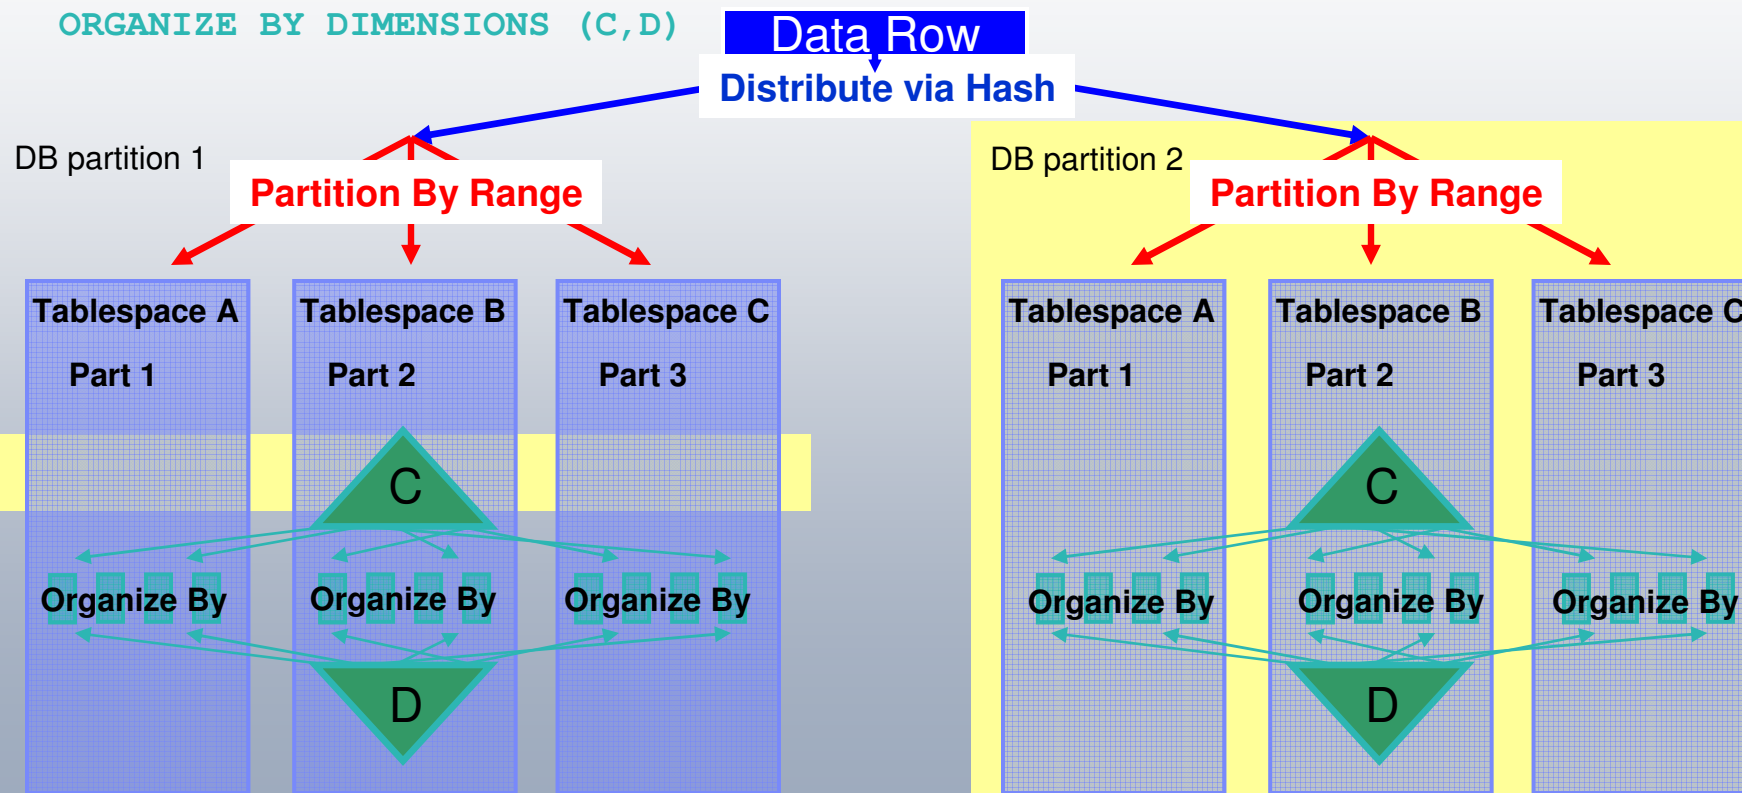 ORGANIZE BY DIMENSIONS (C,D)
Data Row
Distribute via Hash
DB partition 1
Partition By Range
Tablespace A
Part 1
Tablespace B
Part 2
Tablespace C
Part 3
C
Organize By
Organize By
Organize By
D
DB partition 2
Partition By Range
Tablespace A
Part 1
Tablespace B
Part 2
Tablespace C
Part 3
C
Organize By
Organize By
Organize By
D